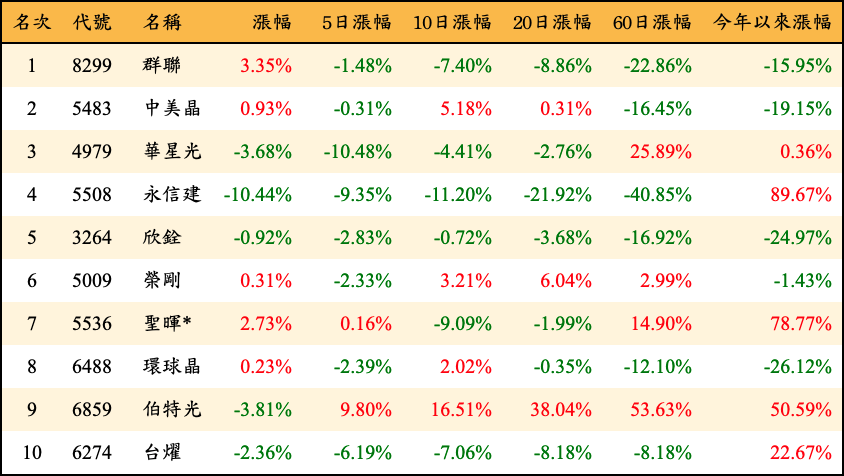 名次 代號 名稱 漲幅 5日漲幅 10日漲幅 20日漲幅 60日漲幅 今年以來漲幅
1 8299 群聯 3.35% -1.48% -7.40% -8.86% -22.86% -15.95%
2 5483 中美晶 0.93% -0.31% 5.18% 0.31% -16.45% -19.15%
3 4979 華星光 -3.68% -10.48% -4.41% -2.76% 25.89% 0.36%
4 5508 永信建 -10.44% -9.35% -11.20% -21.92% -40.85% 89.67%
5 3264 欣銓 -0.92% -2.83% -0.72% -3.68% -16.92% -24.97%
6 5009 榮剛 0.31% -2.33% 3.21% 6.04% 2.99% -1.43%
7 5536 聖暉* 2.73% 0.16% -9.09% -1.99% 14.90% 78.77%
8 6488 環球晶 0.23% -2.39% 2.02% -0.35% -12.10% -26.12%
9 6859 伯特光 -3.81% 9.80% 16.51% 38.04% 53.63% 50.59%
10 6274 台燿 -2.36% -6.19% -7.06% -8.18% -8.18% 22.67%